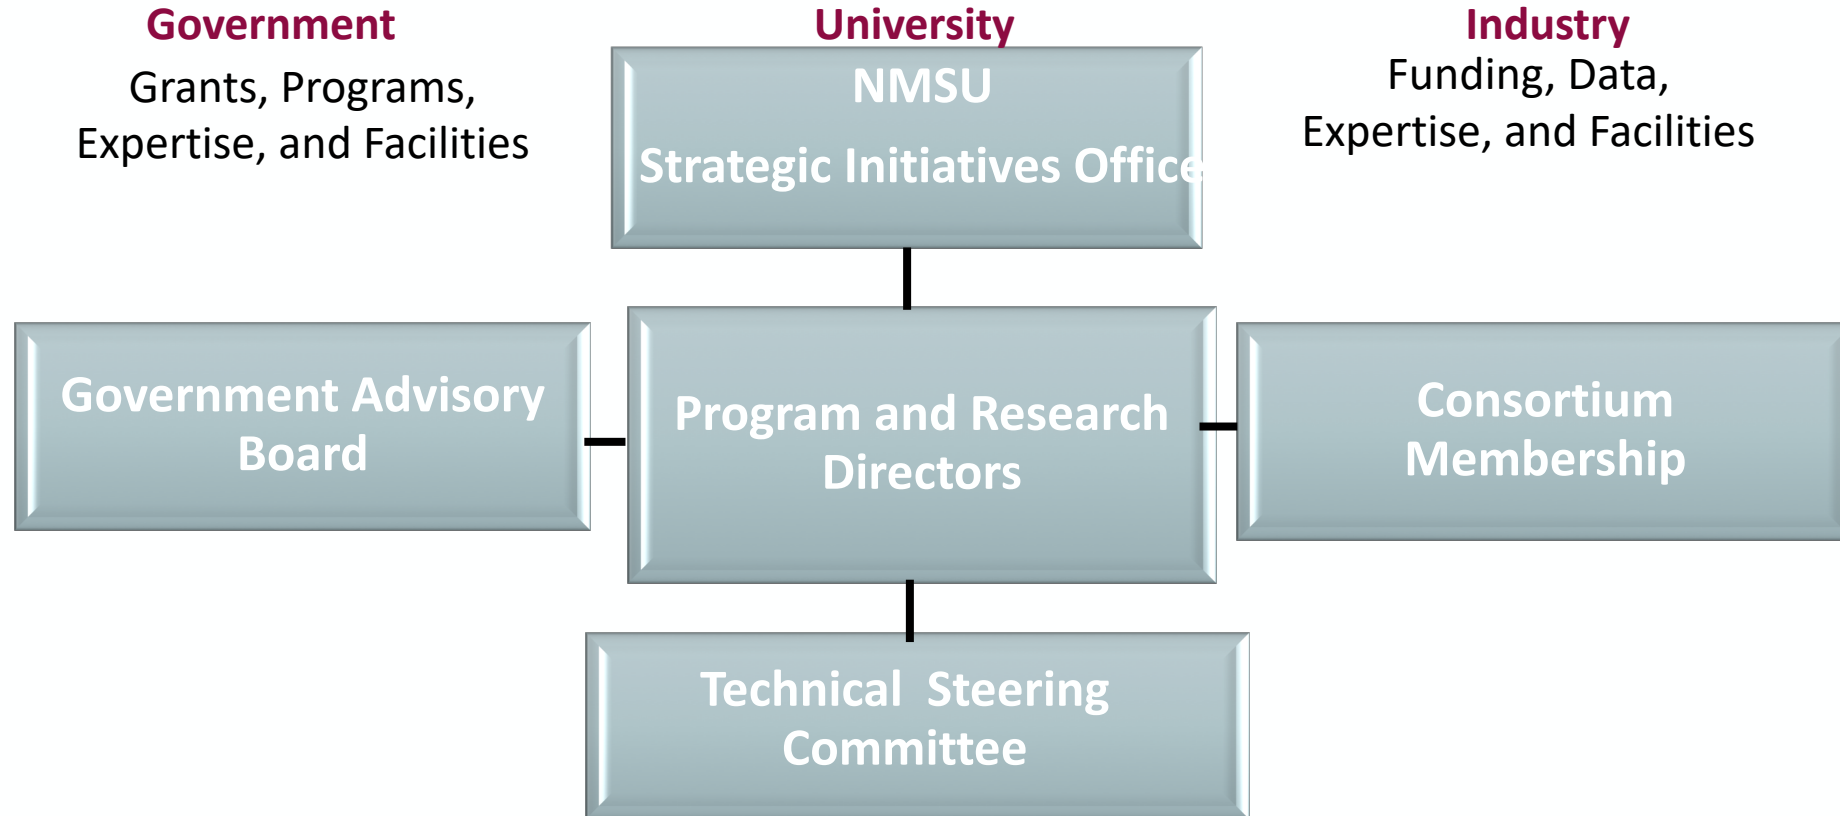 Government
Grants, Programs,
Expertise, and Facilities
University
NMSU
Strategic Initiatives Office
Industry
Funding, Data,
Expertise, and Facilities
Government Advisory
Board
Program and Research
Directors
Consortium
Membership
Technical  Steering
Committee